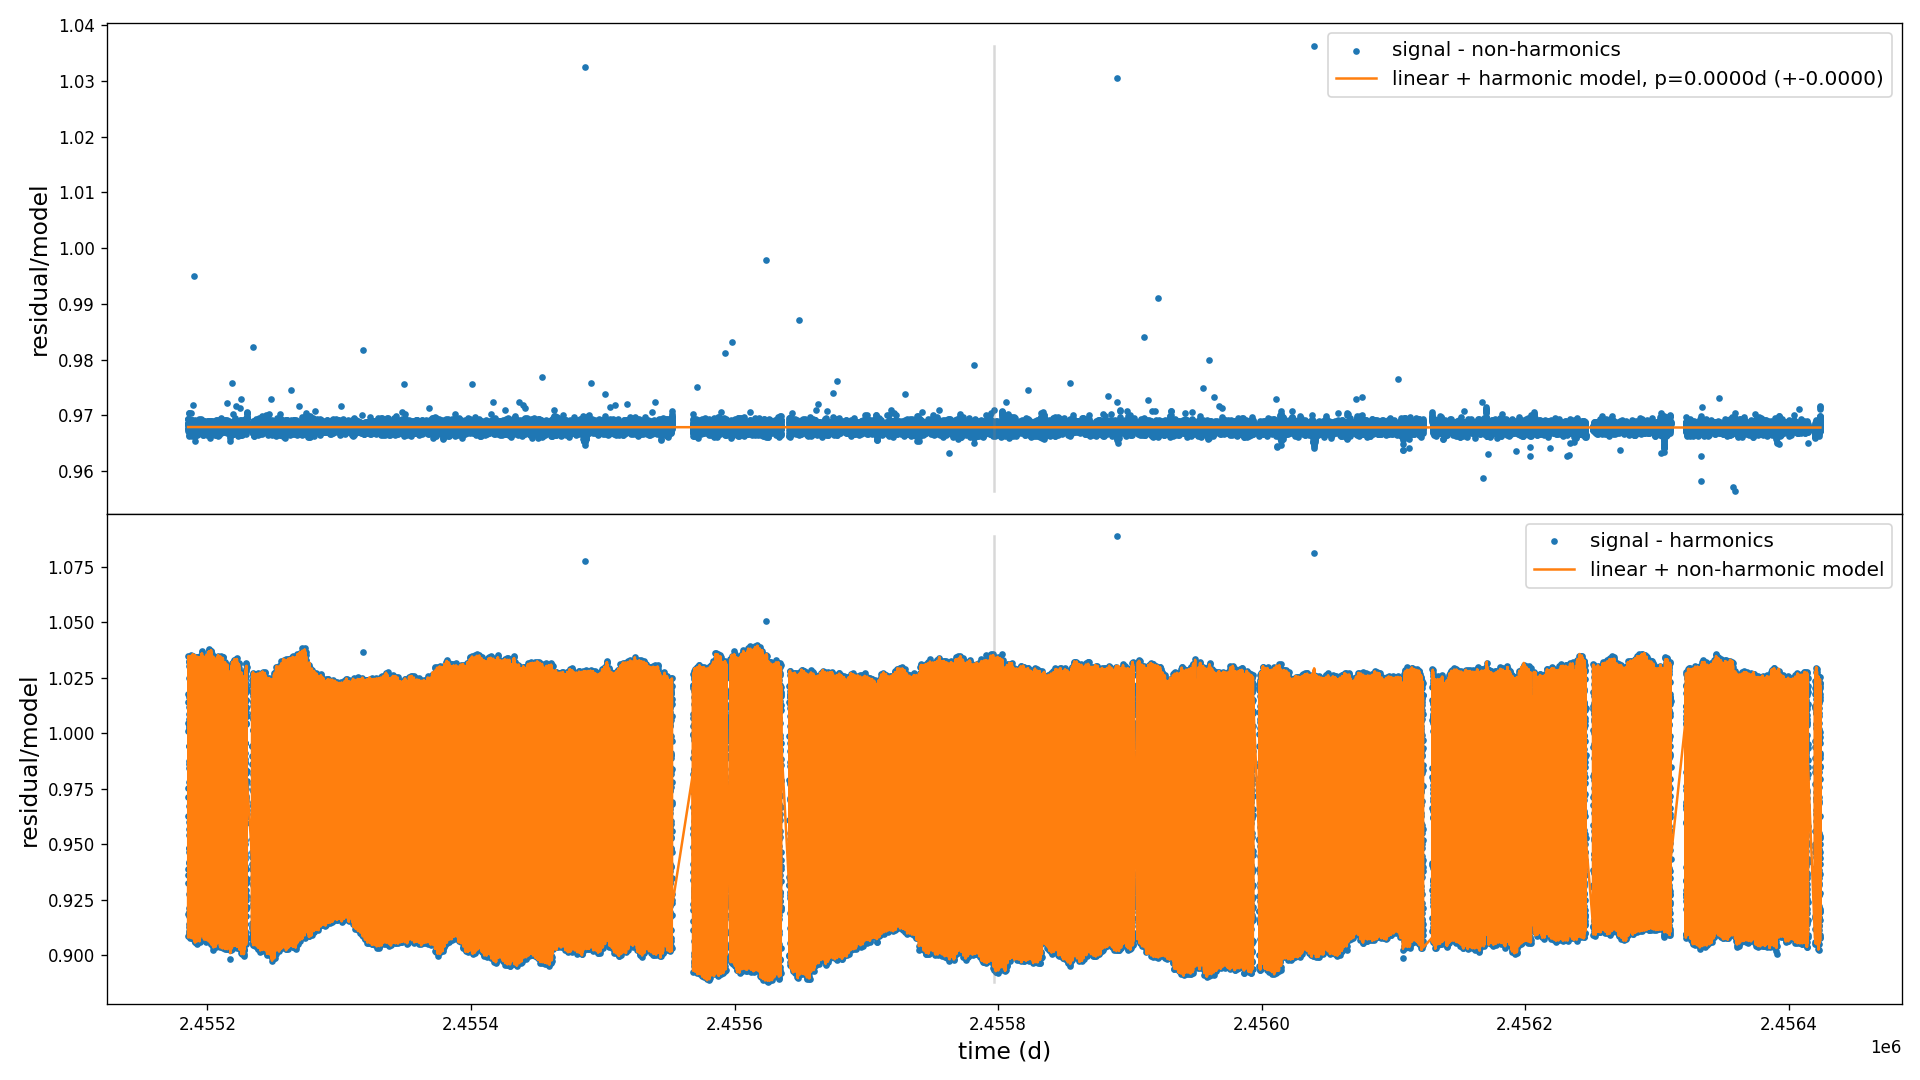 1.04
1.03
1.02
1.01
1.00
0.99
0.98
0.97
0.96
residual/model
signal - non-harmonics
linear + harmonic model, p=0.0000d (+-0.0000)
1.075
1.050
1.025
1.000
0.975
0.950
0.925
0.900
residual/model
signal - harmonics
linear + non-harmonic model
2.4552 2.4554 2.4556 2.4558 2.4560 2.4562 2.4564
time (d)
1e6